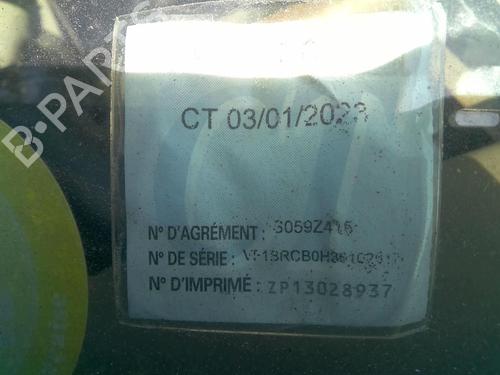 CT 03/01/2023
N° D'AGRÉMENT : S059Z416
N° DE SÉRIE :
N° D'IMPRIMÉ : ZP13028937
B-PARTS